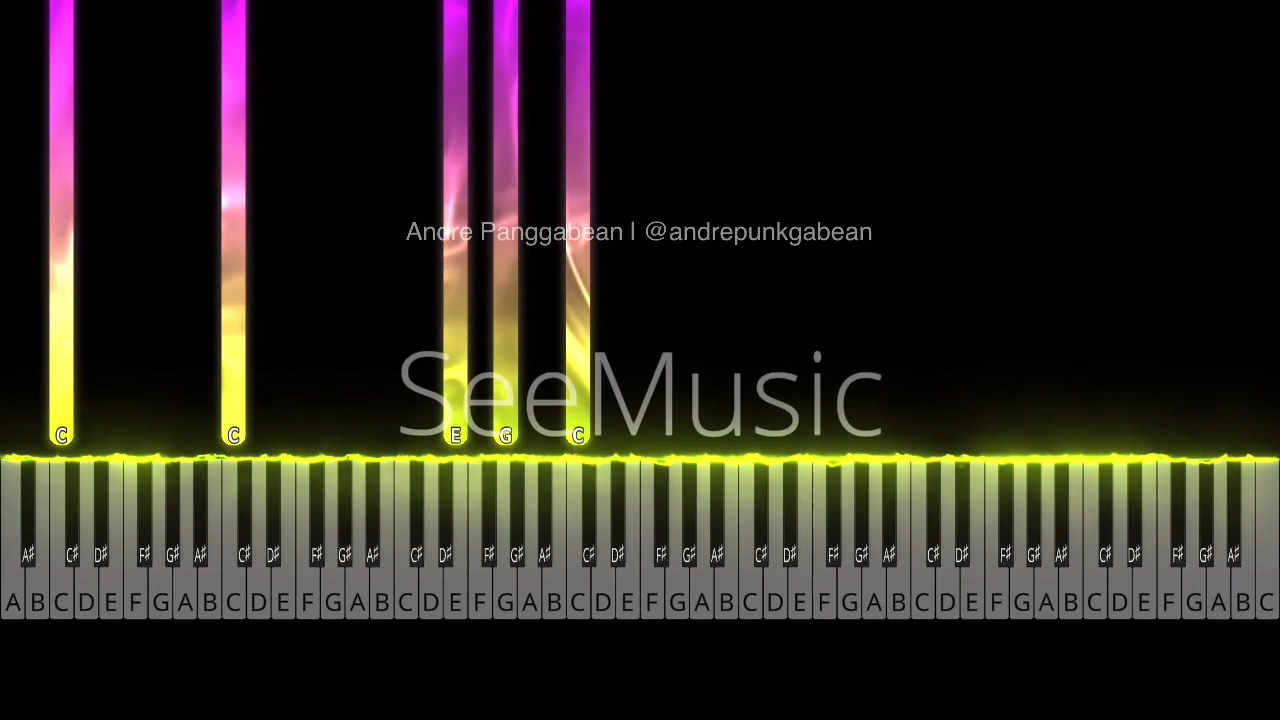 Andre Panggabean | @andrepunkgabean
SeeMusic
C C E G C
A♯ C♯ D♯ F♯ G♯ A♯ C♯ D♯ F♯ G♯ A♯ C♯ D♯ F♯ G♯ A♯ C♯ D♯ F♯ G♯ A♯ C♯ D♯ F♯ G♯ A♯ C♯ D♯ F♯ G♯ A♯ C♯ D♯ F♯ G♯ A♯
A B C D E F G A B C D E F G A B C D E F G A B C D E F G A B C D E F G A B C D E F G A B C D E F G A B C